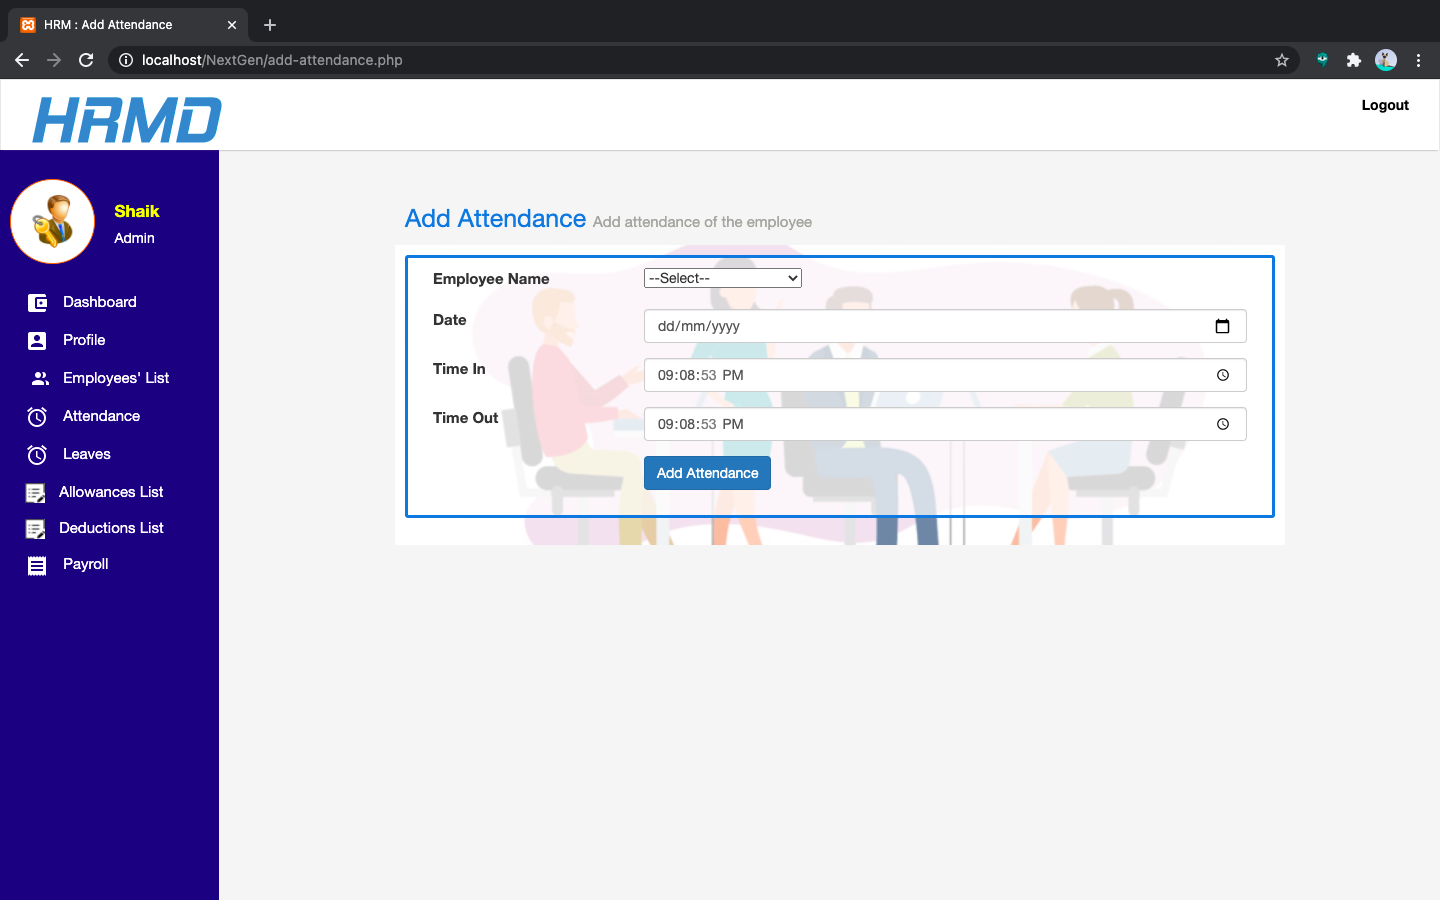 HRM : Add Attendance
localhost/NextGen/add-attendance.php
HRMD
Logout
Shaik
Admin
Dashboard
Profile
Employees' List
Attendance
Leaves
Allowances List
Deductions List
Payroll
Add Attendance Add attendance of the employee
Employee Name --Select--
Date dd/mm/yyyy
Time In 09:08:53 PM
Time Out 09:08:53 PM
Add Attendance